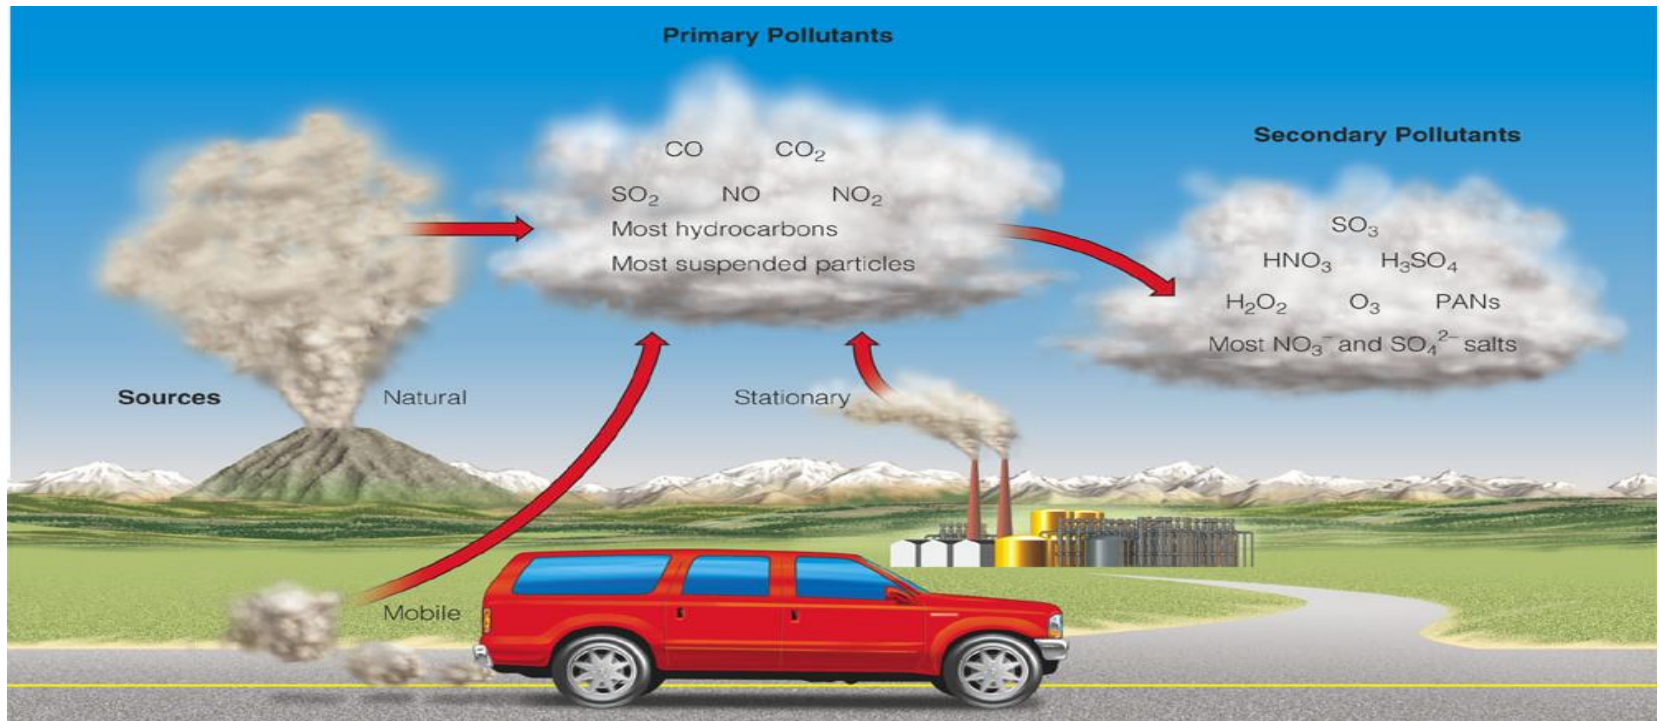 Primary Pollutants
CO CO₂
SO₂ NO NO₂
Most hydrocarbons
Most suspended particles
Secondary Pollutants
SO₃
HNO₃ H₃SO₄
H₂O₂ O₃ PANs
Most NO₃⁻ and SO₄²⁻ salts
Sources Natural
Stationary
Mobile